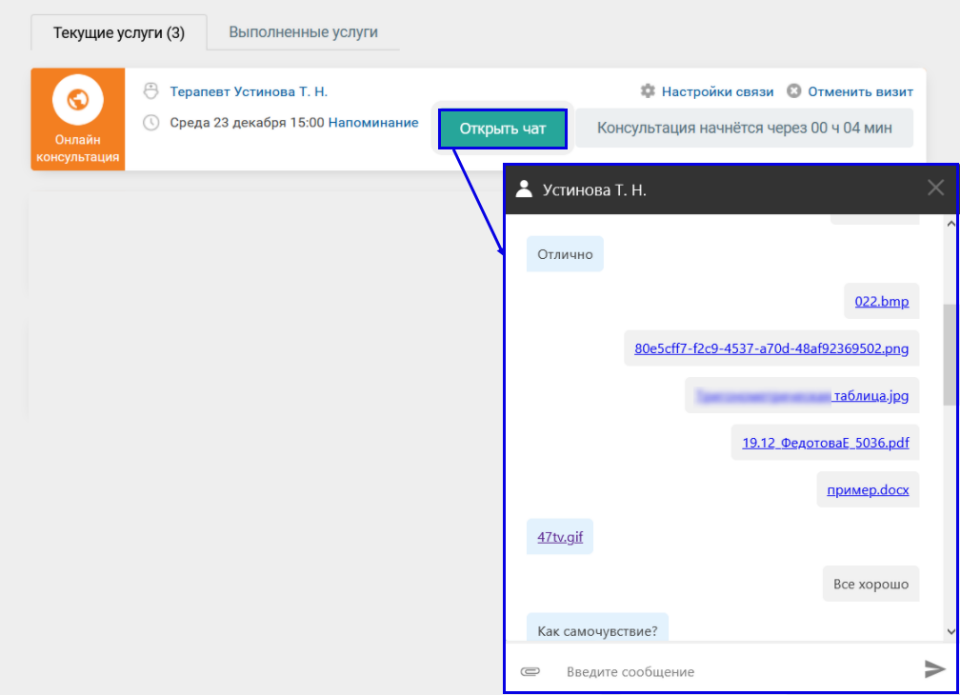 Текущие услуги (3)
Выполненные услуги
Онлайн
консультация
Терапевт Устинова Т. Н.
Среда 23 декабря 15:00 Напоминание
Настройки связи
Отменить визит
Открыть чат
Консультация начнётся через 00 ч 04 мин
Устинова Т. Н.
Отлично
022.bmp
80e5cff7-f2c9-4537-a70d-48af92369502.png
таблица.jpg
19.12_ФедотоваЕ_5036.pdf
пример.docx
47tv.gif
Все хорошо
Как самочувствие?
Введите сообщение